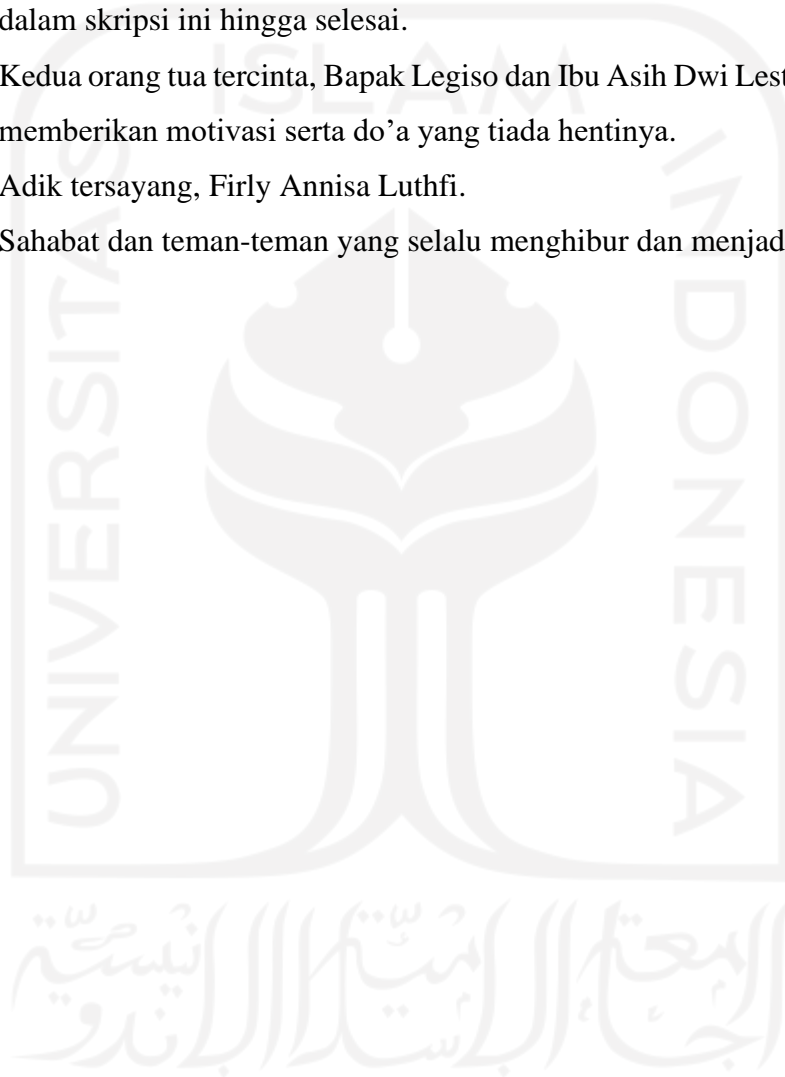 dalam skripsi ini hingga selesai.
Kedua orang tua tercinta, Bapak Legiso dan Ibu Asih Dwi Lest
memberikan motivasi serta do’a yang tiada hentinya.
Adik tersayang, Firly Annisa Luthfi.
Sahabat dan teman-teman yang selalu menghibur dan menjad
ISLAM
UNIVERSITAS
INDONESIA